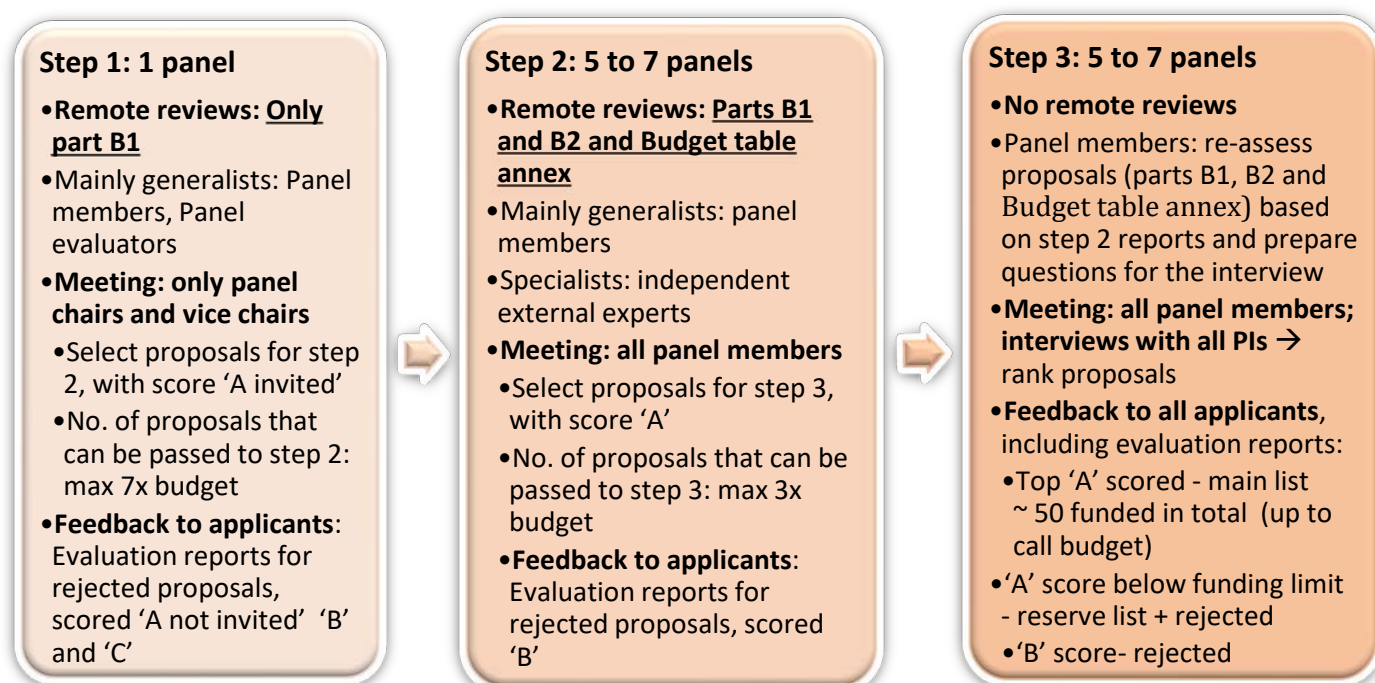 Step 1: 1 panel
•Remote reviews: Only
part B1
•Mainly generalists: Panel
members, Panel
evaluators
•Meeting: only panel
chairs and vice chairs
•Select proposals for step
2, with score ‘A invited’
•No. of proposals that
can be passed to step 2:
max 7x budget
•Feedback to applicants:
Evaluation reports for
rejected proposals,
scored ‘A not invited’ ‘B’
and ‘C’
Step 2: 5 to 7 panels
•Remote reviews: Parts B1
and B2 and Budget table
annex
•Mainly generalists: panel
members
•Specialists: independent
external experts
•Meeting: all panel members
•Select proposals for step 3,
with score ‘A’
•No. of proposals that can be
passed to step 3: max 3x
budget
•Feedback to applicants:
Evaluation reports for
rejected proposals, scored
‘B’
Step 3: 5 to 7 panels
•No remote reviews
•Panel members: re-assess
proposals (parts B1, B2 and
Budget table annex) based
on step 2 reports and prepare
questions for the interview
•Meeting: all panel members;
interviews with all PIs →
rank proposals
•Feedback to all applicants,
including evaluation reports:
•Top ‘A’ scored - main list
~ 50 funded in total (up to
call budget)
•‘A’ score below funding limit
- reserve list + rejected
•‘B’ score- rejected